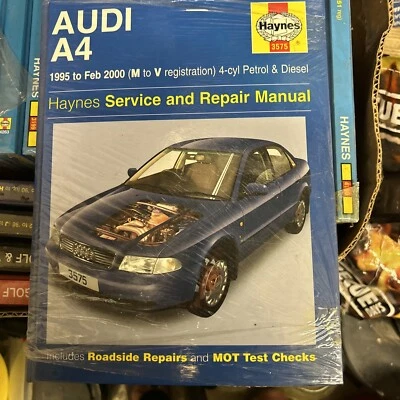 AUDI
A4
Haynes
3575
1995 to Feb 2000 (M to V registration) 4-cyl Petrol & Diesel
Haynes Service and Repair Manual
3575
Includes Roadside Repairs and MOT Test Checks
HAYNES
HAYNES
GOLF